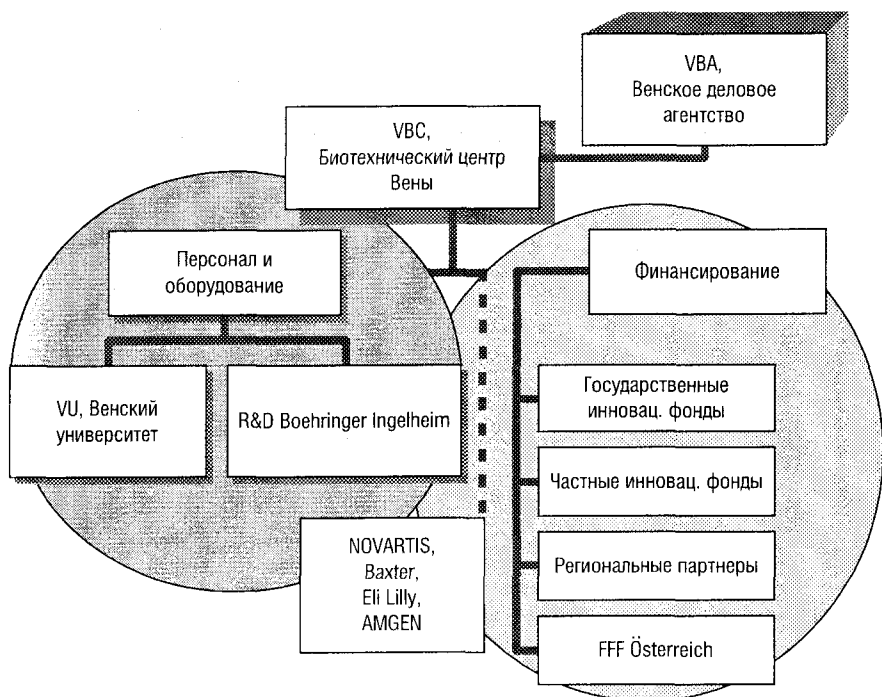 VBA,
Венское деловое
агентство
VBC,
Биотехнический центр
Вены
Персонал и
оборудование
Финансирование
VU, Венский
университет
R&D Boehringer Ingelheim
Государственные
инновац. фонды
Частные инновац. фонды
NOVARTIS,
Baxter,
Eli Lilly,
AMGEN
Региональные партнеры
FFF Österreich